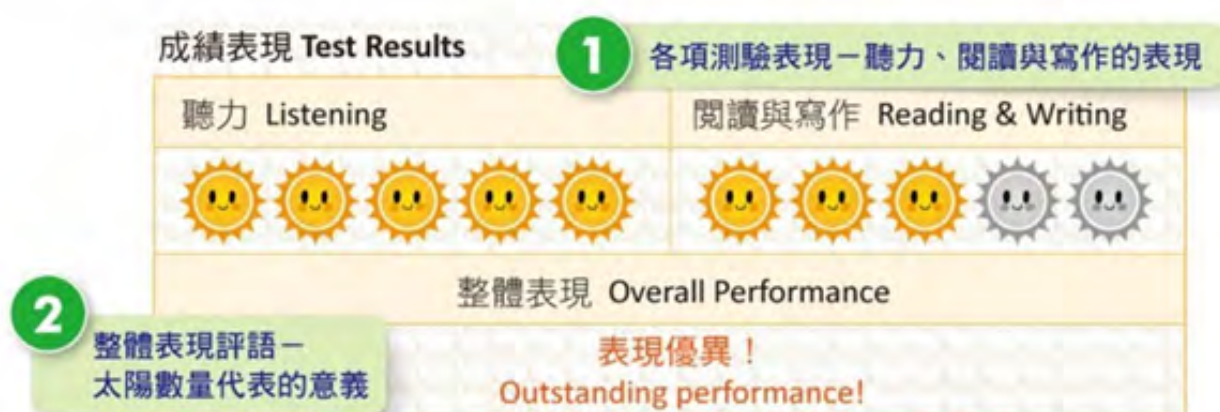 成績表現 Test Results
1
各項測驗表現－聽力、閱讀與寫作的表現
聽力 Listening
閱讀與寫作 Reading & Writing
整體表現 Overall Performance
2
整體表現評語－
太陽數量代表的意義
表現優異！
Outstanding performance!